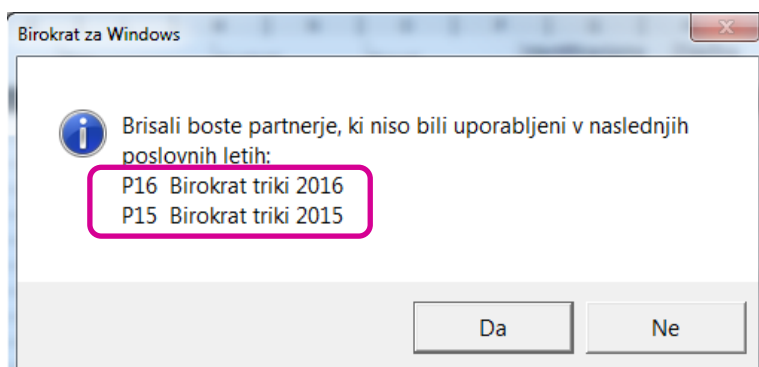 Birokrat za Windows
Brisali boste partnerje, ki niso bili uporabljeni v naslednjih
poslovnih letih:
P16 Birokrat triki 2016
P15 Birokrat triki 2015
Da
Ne